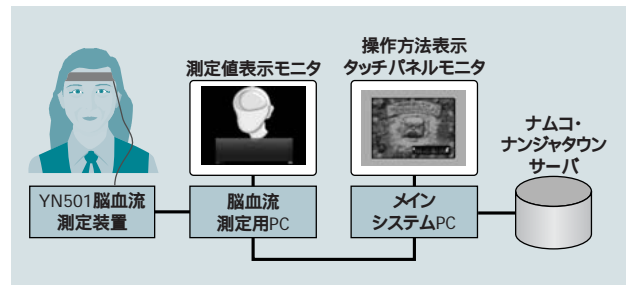 測定値表示モニタ
操作方法表示
タッチパネルモニタ
ナムコ・
ナンジャタウン
サーバ
YN501脳血流
測定装置
脳血流
測定用PC
メイン
システムPC